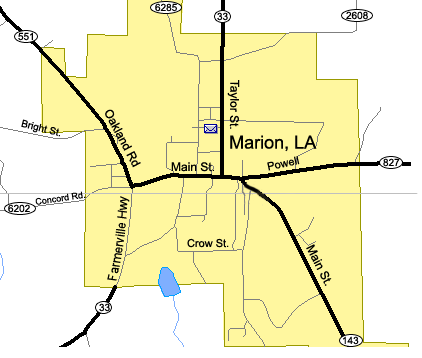 6285
33
2608
551
Taylor St.
Oakland Rd
Bright St.
Marion, LA
Main St.
Powell
827
Concord Rd.
6202
Farmerville Hwy
Crow St.
Main St.
33
143